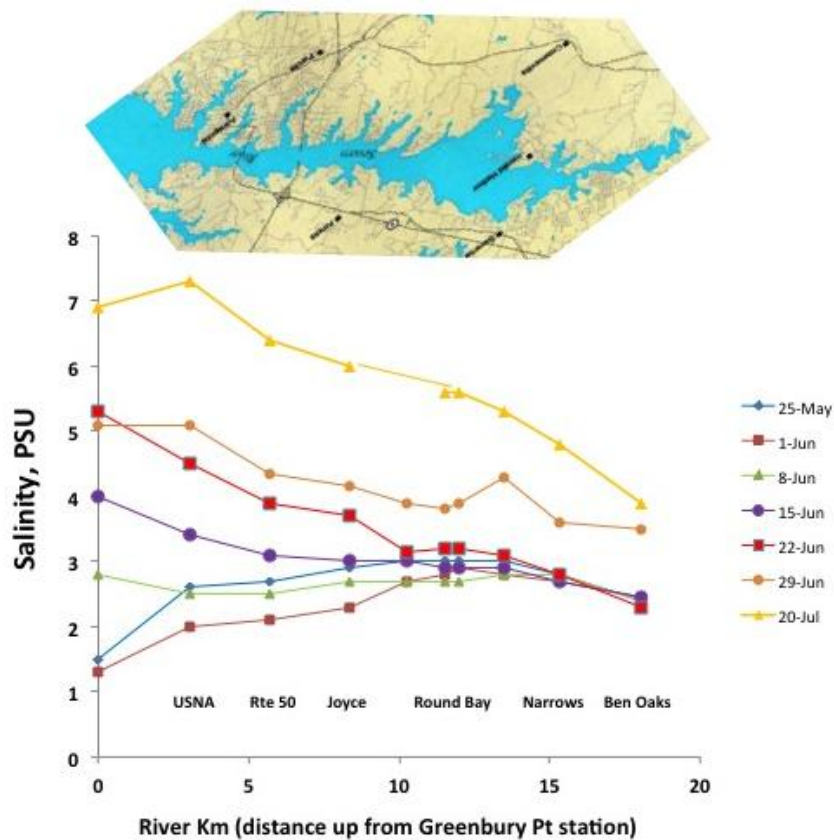 Severn
River
8
7
6
5
4
3
2
1
0
Salinity, PSU
USNA Rte 50 Joyce Round Bay Narrows Ben Oaks
0 5 10 15 20
River Km (distance up from Greenbury Pt station)
25-May
1-Jun
8-Jun
15-Jun
22-Jun
29-Jun
20-Jul